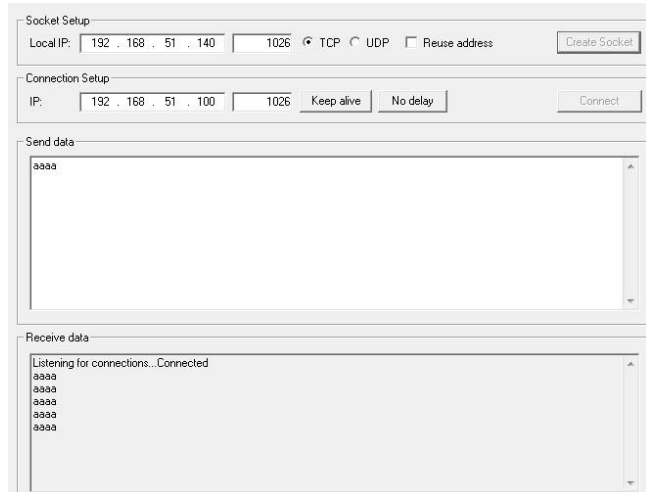 Socket Setup
Local IP: 192 . 168 . 51 . 140 1026 TCP UDP Reuse address Create Socket
Connection Setup
IP: 192 . 168 . 51 . 100 1026 Keep alive No delay Connect
Send data
aaaa
Receive data
Listening for connections...Connected
aaaa
aaaa
aaaa
aaaa
aaaa